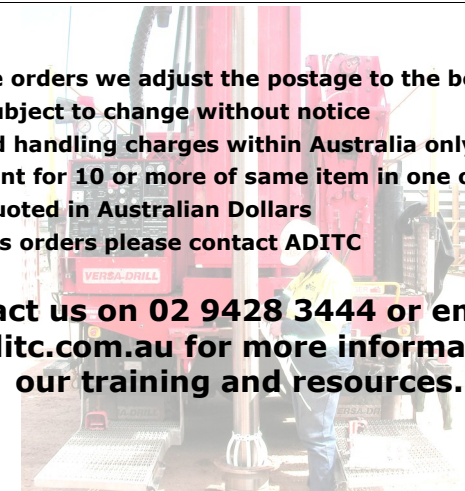 e orders we adjust the postage to the be
ubject to change without notice
d handling charges within Australia only
nt for 10 or more of same item in one o
uoted in Australian Dollars
s orders please contact ADITC
act us on 02 9428 3444 or em
itc.com.au for more informa
our training and resources.
VERSA-DRILL